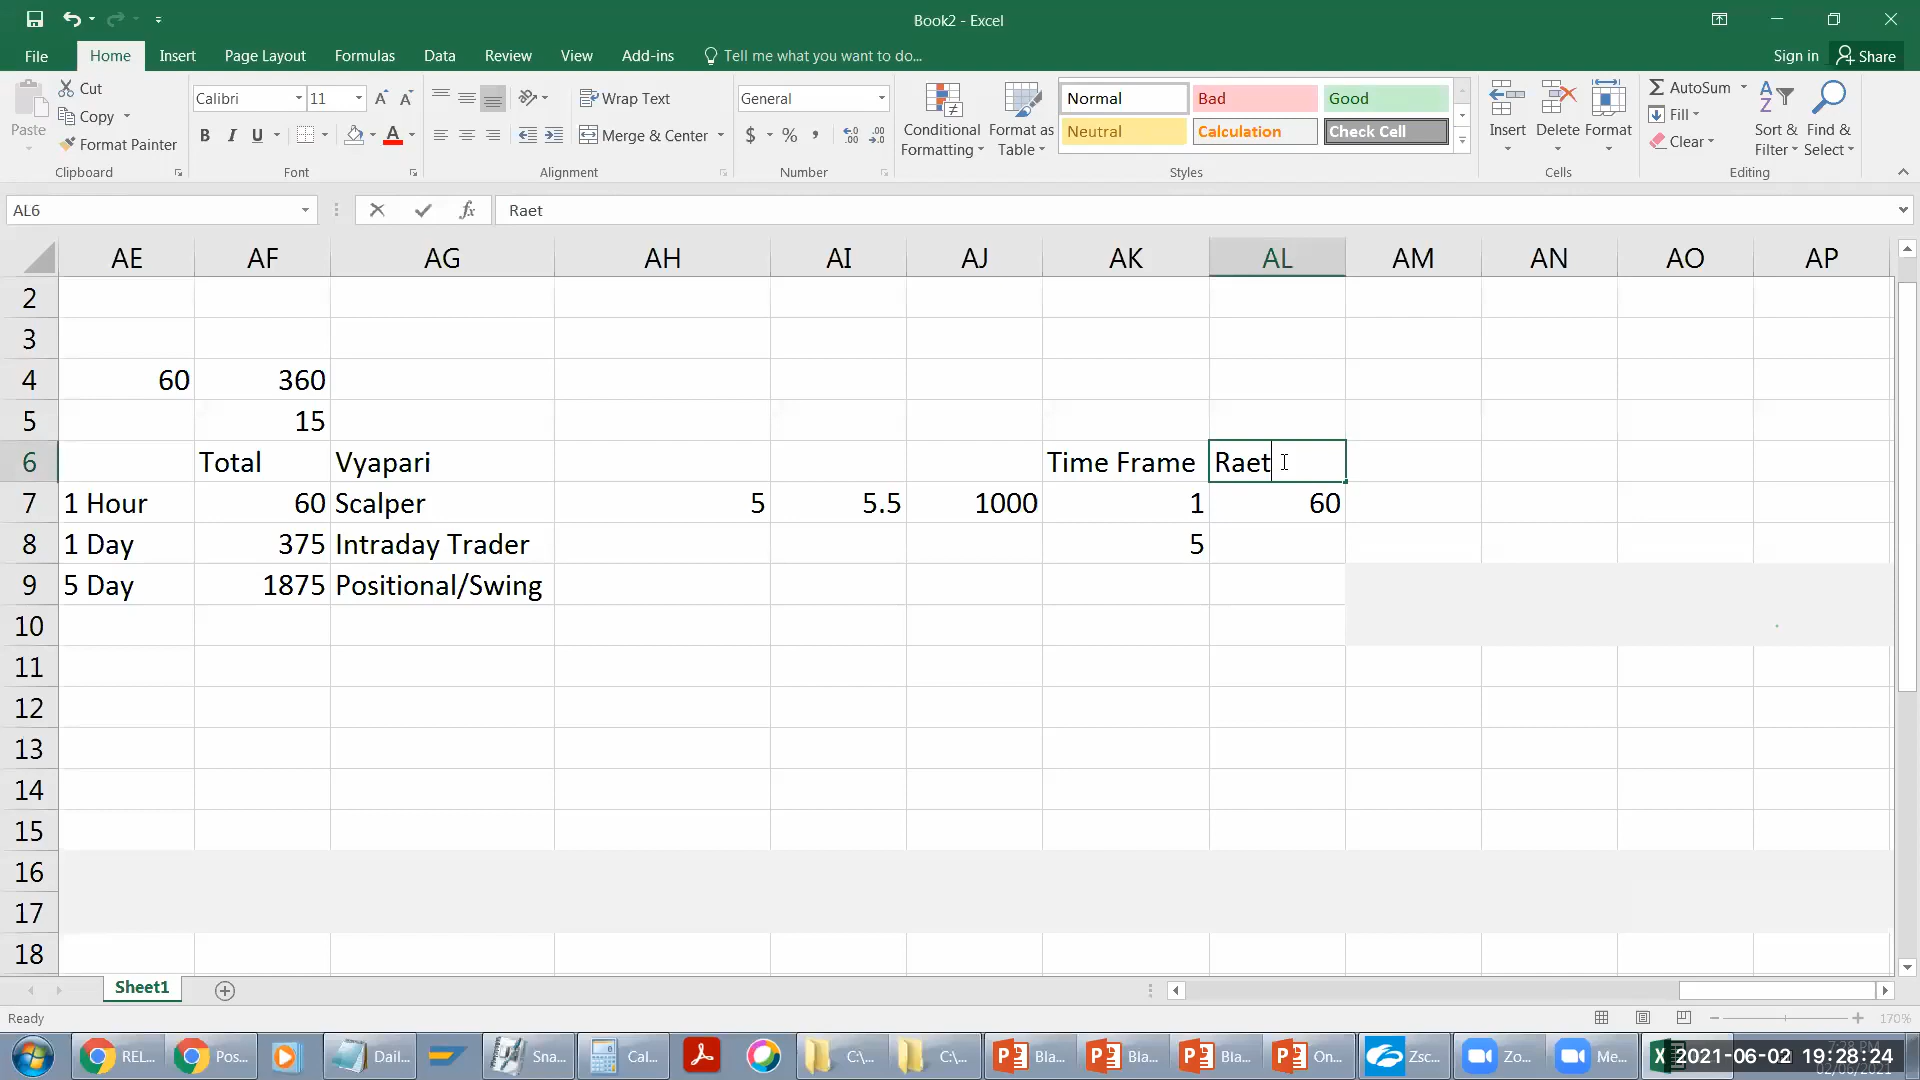 Book2 - Excel
File Home Insert Page Layout Formulas Data Review View Add-ins Tell me what you want to do... Sign in Share
Paste Cut Copy Format Painter Clipboard
Calibri 11 A A B I U A Font
Wrap Text Merge & Center Alignment
General $ % , Number
Conditional Formatting Format as Table
Normal Bad Good
Neutral Calculation Check Cell
Styles
Insert Delete Format Cells
AutoSum Fill Clear Sort & Filter Find & Select Editing
AL6 fx Raet
AE AF AG AH AI AJ AK AL AM AN AO AP
2
3
4 60 360
5 15
6 Total Vyapari Time Frame Raet
7 1 Hour 60 Scalper 5 5.5 1000 1 60
8 1 Day 375 Intraday Trader 5
9 5 Day 1875 Positional/Swing
10
11
12
13
14
15
16
17
18
Sheet1
Ready 170%
REL... Pos... Dail... Sna... Cal... C:\... C:\... Bla... Bla... Bla... On... Zsc... Zo... Me... 2021-06-02 19:28:24
02/06/2021